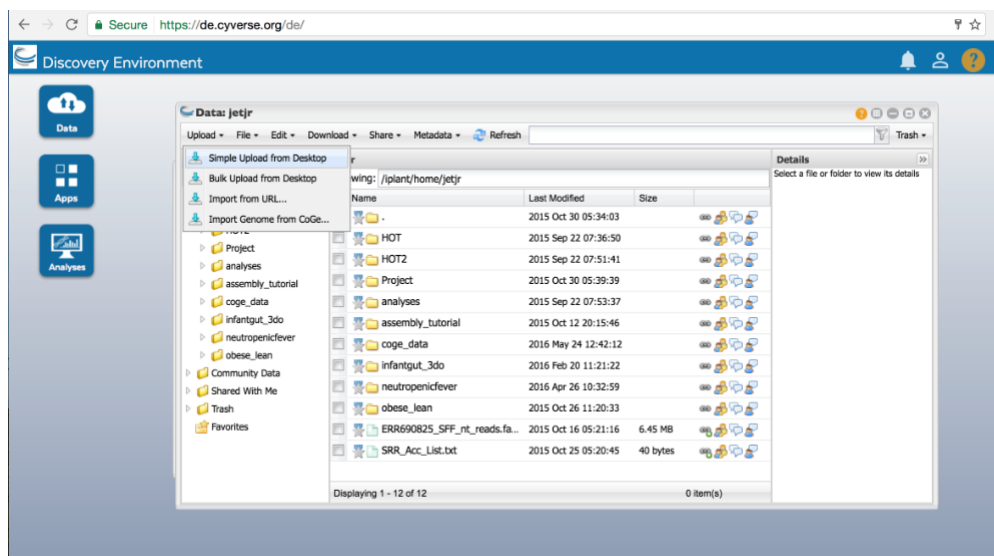 Secure https://de.cyverse.org/de/
Discovery Environment
?
Data
Apps
Analyses
Data: jetjr
Upload File Edit Download Share Metadata Refresh Trash
Simple Upload from Desktop
Bulk Upload from Desktop
Import from URL...
Import Genome from CoGe...
HOT2
Project
analyses
assembly_tutorial
coge_data
infantgut_3do
neutropenicfever
obese_lean
Community Data
Shared With Me
Trash
Favorites
r
wing: /iplant/home/jetjr
Name Last Modified Size
. 2015 Oct 30 05:34:03
HOT 2015 Sep 22 07:36:50
HOT2 2015 Sep 22 07:51:41
Project 2015 Oct 30 05:39:39
analyses 2015 Sep 22 07:53:37
assembly_tutorial 2015 Oct 12 20:15:46
coge_data 2016 May 24 12:42:12
infantgut_3do 2016 Feb 20 11:21:22
neutropenicfever 2016 Apr 26 10:32:59
obese_lean 2015 Oct 26 11:20:33
ERR690825_SFF_nt_reads.fa... 2015 Oct 16 05:21:16 6.45 MB
SRR_Acc_List.txt 2015 Oct 25 05:20:45 40 bytes
Displaying 1 - 12 of 12 0 item(s)
Details
Select a file or folder to view its details